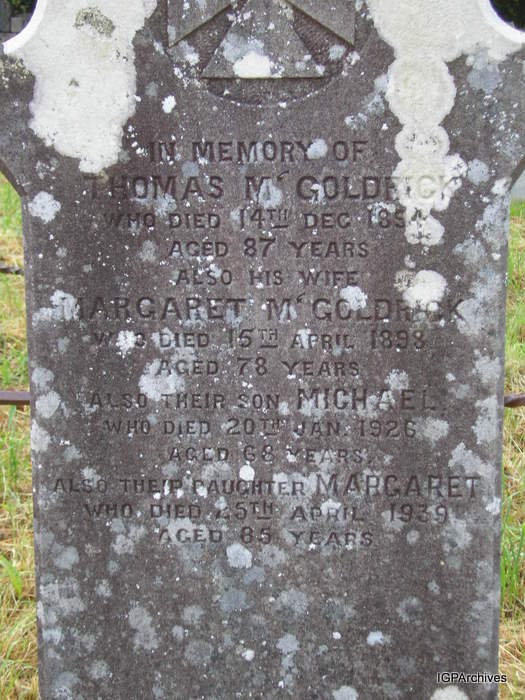 IN MEMORY OF
THOMAS McGOLDRICK
WHO DIED 14TH DEC
AGED 87 YEARS
ALSO HIS WIFE
MARGARET McGOLDRICK
WHO DIED 15TH APRIL 1898
AGED 78 YEARS
ALSO THEIR SON MICHAEL
WHO DIED 20TH JAN 1926
AGED 68 YEARS.
ALSO THEIR DAUGHTER MARGARET
WHO DIED 25TH APRIL 1939
AGED 85 YEARS
IGPArchives